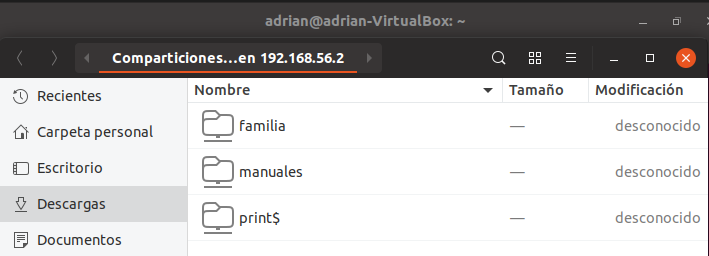 adrian@adrian-VirtualBox: ~
Comparticiones...en 192.168.56.2
Recientes
Carpeta personal
Escritorio
Descargas
Documentos
Nombre Tamaño Modificación
familia — desconocido
manuales — desconocido
print$ — desconocido